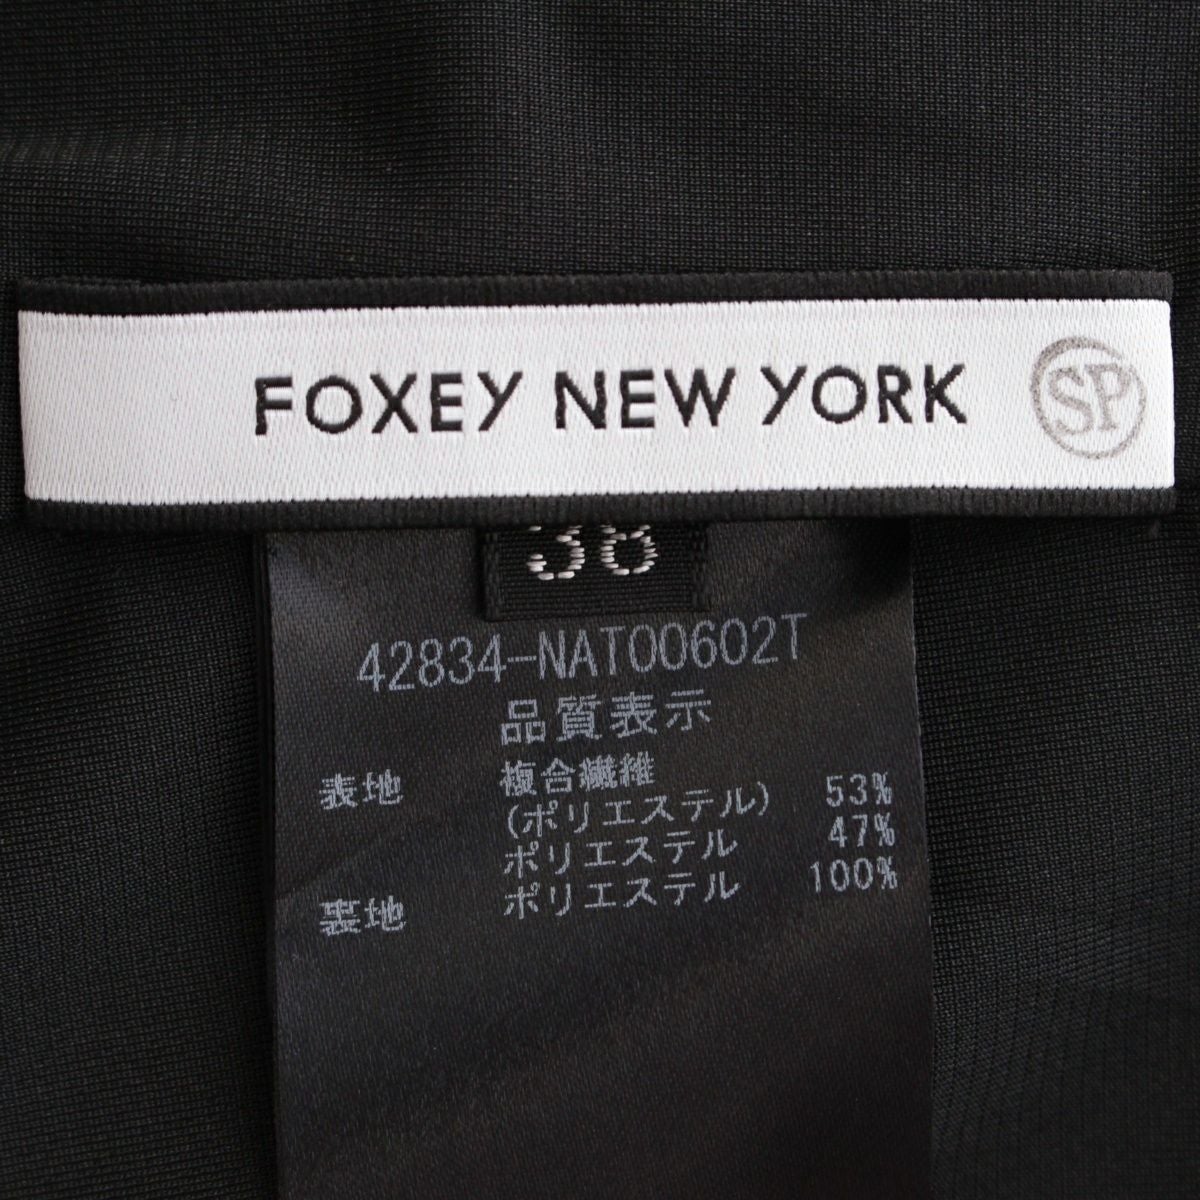 FOXEY NEW YORK SP
38
42834-NAT00602T
品質表示
表地 複合繊維
(ポリエステル) 53%
ポリエステル 47%
裏地 ポリエステル 100%